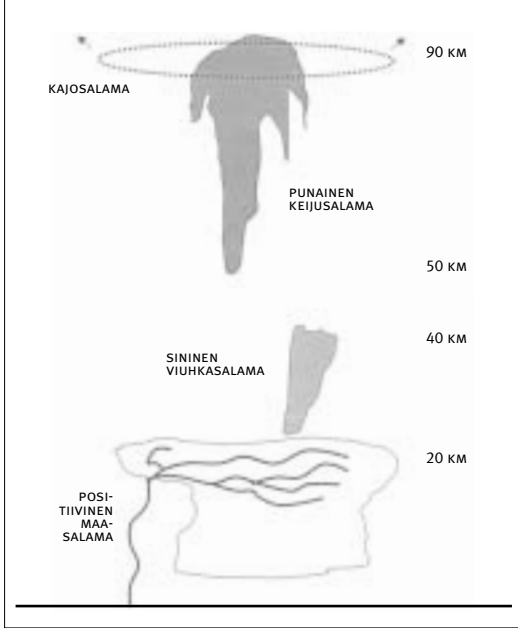 90 KM
KAJOSALAMA
PUNAINEN
KEIJUSALAMA
50 KM
40 KM
SININEN
VIUHKASALAMA
20 KM
POSI-
TIIVINEN
MAA-
SALAMA